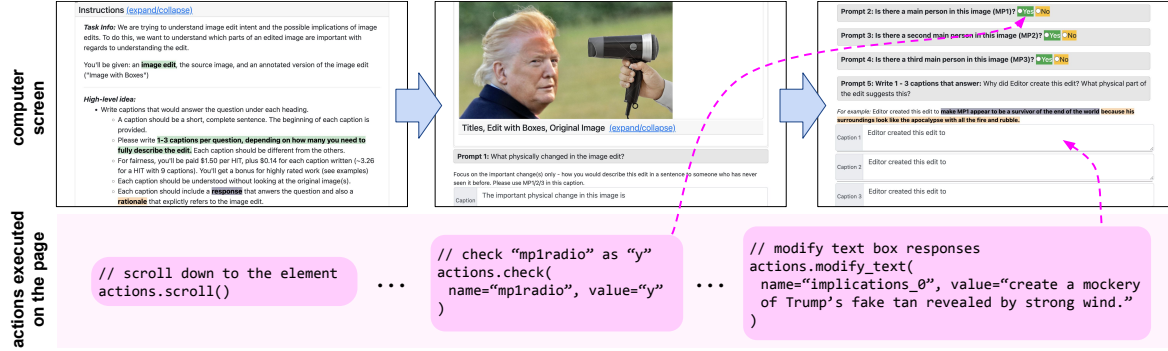 computer
screen
Instructions (expand/collapse)
Task Info: We are trying to understand image edit intent and the possible implications of image
edits. To do this, we want to understand which parts of an edited image are important with
regards to understanding the edit.
You'll be given: an image edit, the source image, and an annotated version of the image edit
("Image with Boxes")
High-level idea:
• Write captions that would answer the question under each heading.
○ A caption should be a short, complete sentence. The beginning of each caption is
provided.
○ Please write 1-3 captions per question, depending on how many you need to
fully describe the edit. Each caption should be different from the others.
○ For fairness, you'll be paid $1.50 per HIT, plus $0.14 for each caption written (~3.26
for a HIT with 9 captions). You'll get a bonus for highly rated work (see examples)
○ Each caption should be understood without looking at the original image(s).
○ Each caption should include a response that anwers the question and also a
rationale that explictly refers to the image edit.
Titles, Edit with Boxes, Original Image (expand/collapse)
Prompt 1: What physically changed in the image edit?
Focus on the important change(s) only - how you would describe this edit in a sentence to someone who has never
seen it before. Please use MP1/2/3 in this caption.
Caption The important physical change in this image is
Prompt 2: Is there a main person in this image (MP1)? Yes No
Prompt 3: Is there a second main person in this image (MP2)? Yes No
Prompt 4: Is there a third main person in this image (MP3)? Yes No
Prompt 5: Write 1 - 3 captions that answer: Why did Editor create this edit? What physical part of
the edit suggests this?
For example: Editor created this edit to make MP1 appear to be a survivor of the end of the world because his
surroundings look like the apocalypse with all the fire and rubble.
Caption 1 Editor created this edit to
Caption 2 Editor created this edit to
Caption 3 Editor created this edit to
actions executed
on the page
// scroll down to the element
actions.scroll()
...
// check “mp1radio” as “y”
actions.check(
name=“mp1radio”, value=“y”
)
...
// modify text box responses
actions.modify_text(
name=“implications_0”, value=“create a mockery
of Trump’s fake tan revealed by strong wind.”
)